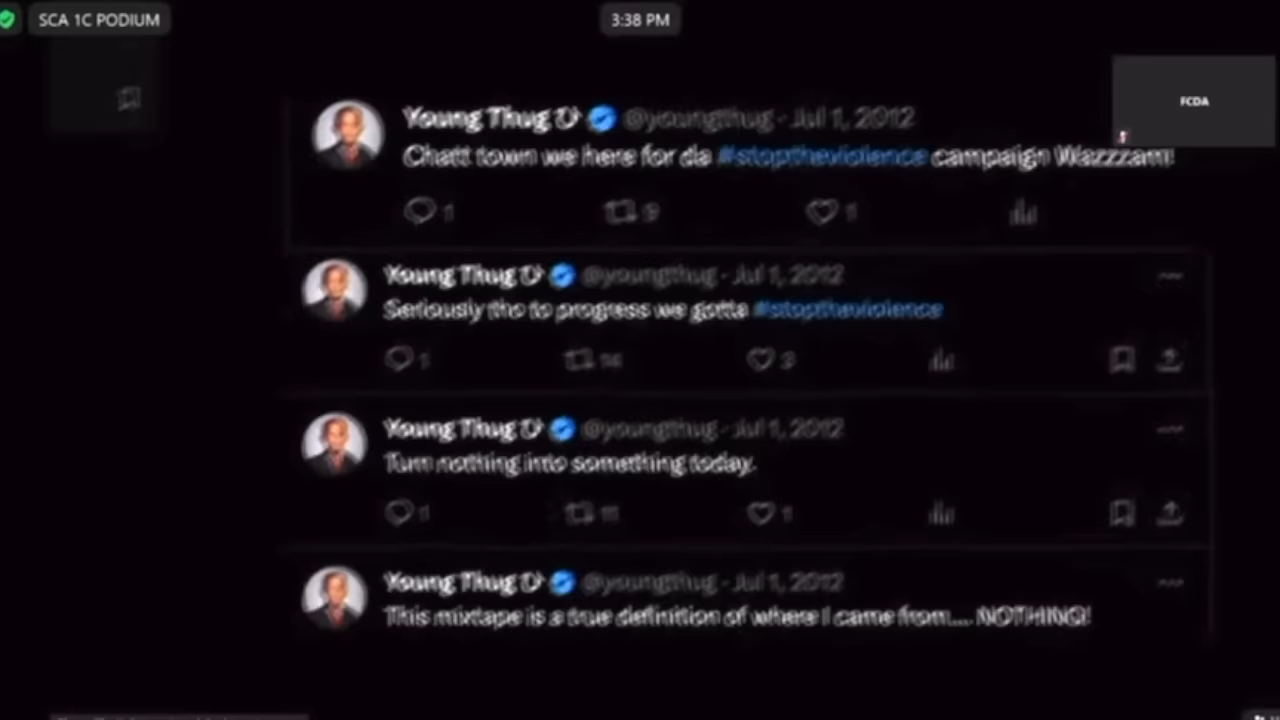 SCA 1C PODIUM
3:38 PM
FCDA
Young Thug @youngthug · Jul 1, 2012
Chatt town we here for da #stoptheviolence campaign Wazzzam!
1 9 1
Young Thug @youngthug · Jul 1, 2012
Seriously tho to progress we gotta #stoptheviolence
1 14 3
Young Thug @youngthug · Jul 1, 2012
Turn nothing into something today.
1 11 1
Young Thug @youngthug · Jul 1, 2012
This mixtape is a true definition of where I came from.... NOTHING!